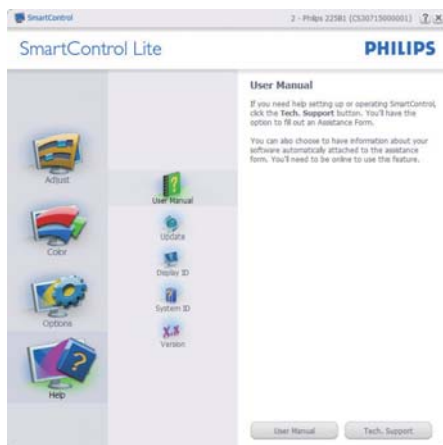 SmartControl
2 - Philips 225B1 (CS30715000001)
SmartControl Lite
PHILIPS
Adjust
Color
Options
Help
User Manual
Update
Display ID
System ID
Version
User Manual
If you need help setting up or operating SmartControl,
click the Tech. Support button. You'll have the
option to fill out an Assistance Form.
You can also choose to have information about your
software automatically attached to the assistance
form. You'll need to be online to use this feature.
User Manual
Tech. Support